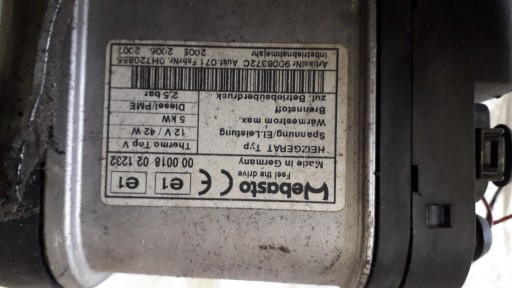 Webasto
Feel the drive
CE e1 e1
Made in Germany 00 0018 02 1232
HEIZGERÄT Typ Thermo Top V
Spannung/El.Leistung 12 V / 42 W
Wärmestrom max. 5 kW
Brennstoff Diesel/PME
zul. Betriebsüberdruck 2,5 bar
ArtikelNr 9008372C Ausf.:071 FabrNr.
Inbetriebnahmejahr 2005 2006 2007